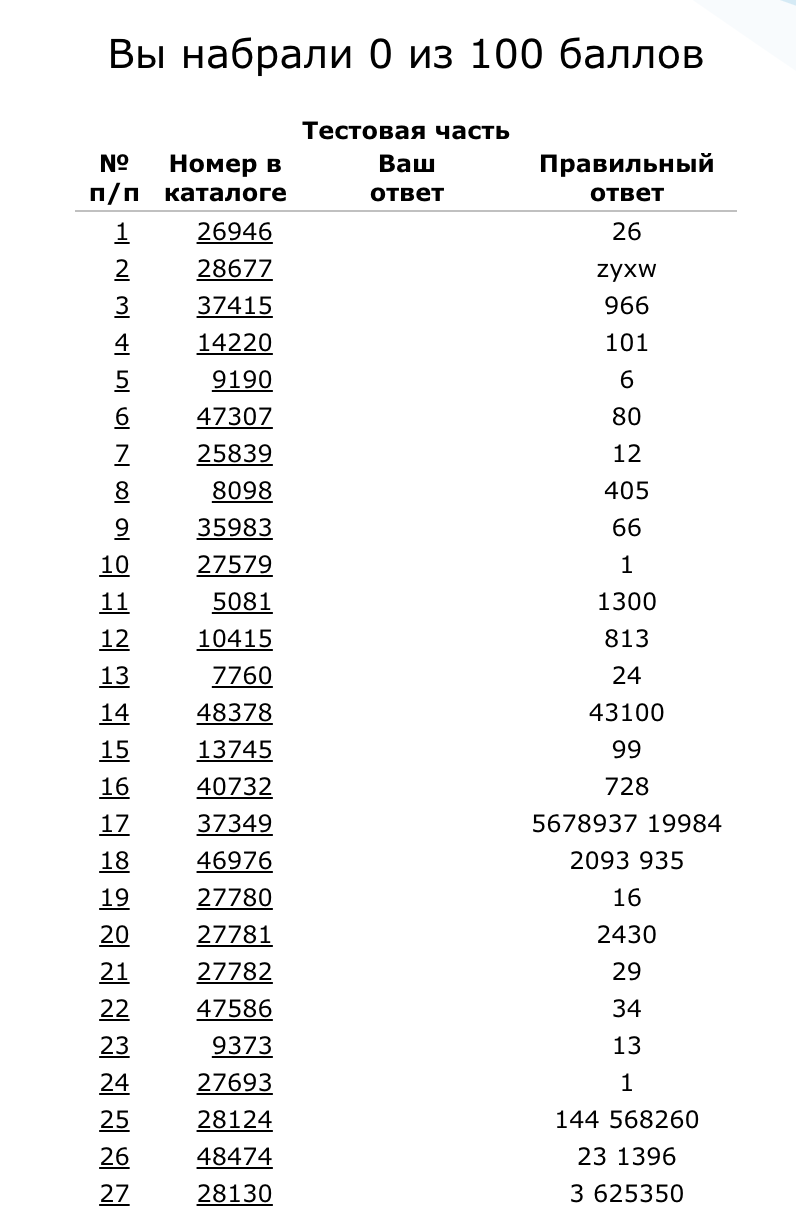 Вы набрали 0 из 100 баллов
Тестовая часть
№ п/п Номер в каталоге Ваш ответ Правильный ответ
1 26946 26
2 28677 zyxw
3 37415 966
4 14220 101
5 9190 6
6 47307 80
7 25839 12
8 8098 405
9 35983 66
10 27579 1
11 5081 1300
12 10415 813
13 7760 24
14 48378 43100
15 13745 99
16 40732 728
17 37349 5678937 19984
18 46976 2093 935
19 27780 16
20 27781 2430
21 27782 29
22 47586 34
23 9373 13
24 27693 1
25 28124 144 568260
26 48474 23 1396
27 28130 3 625350